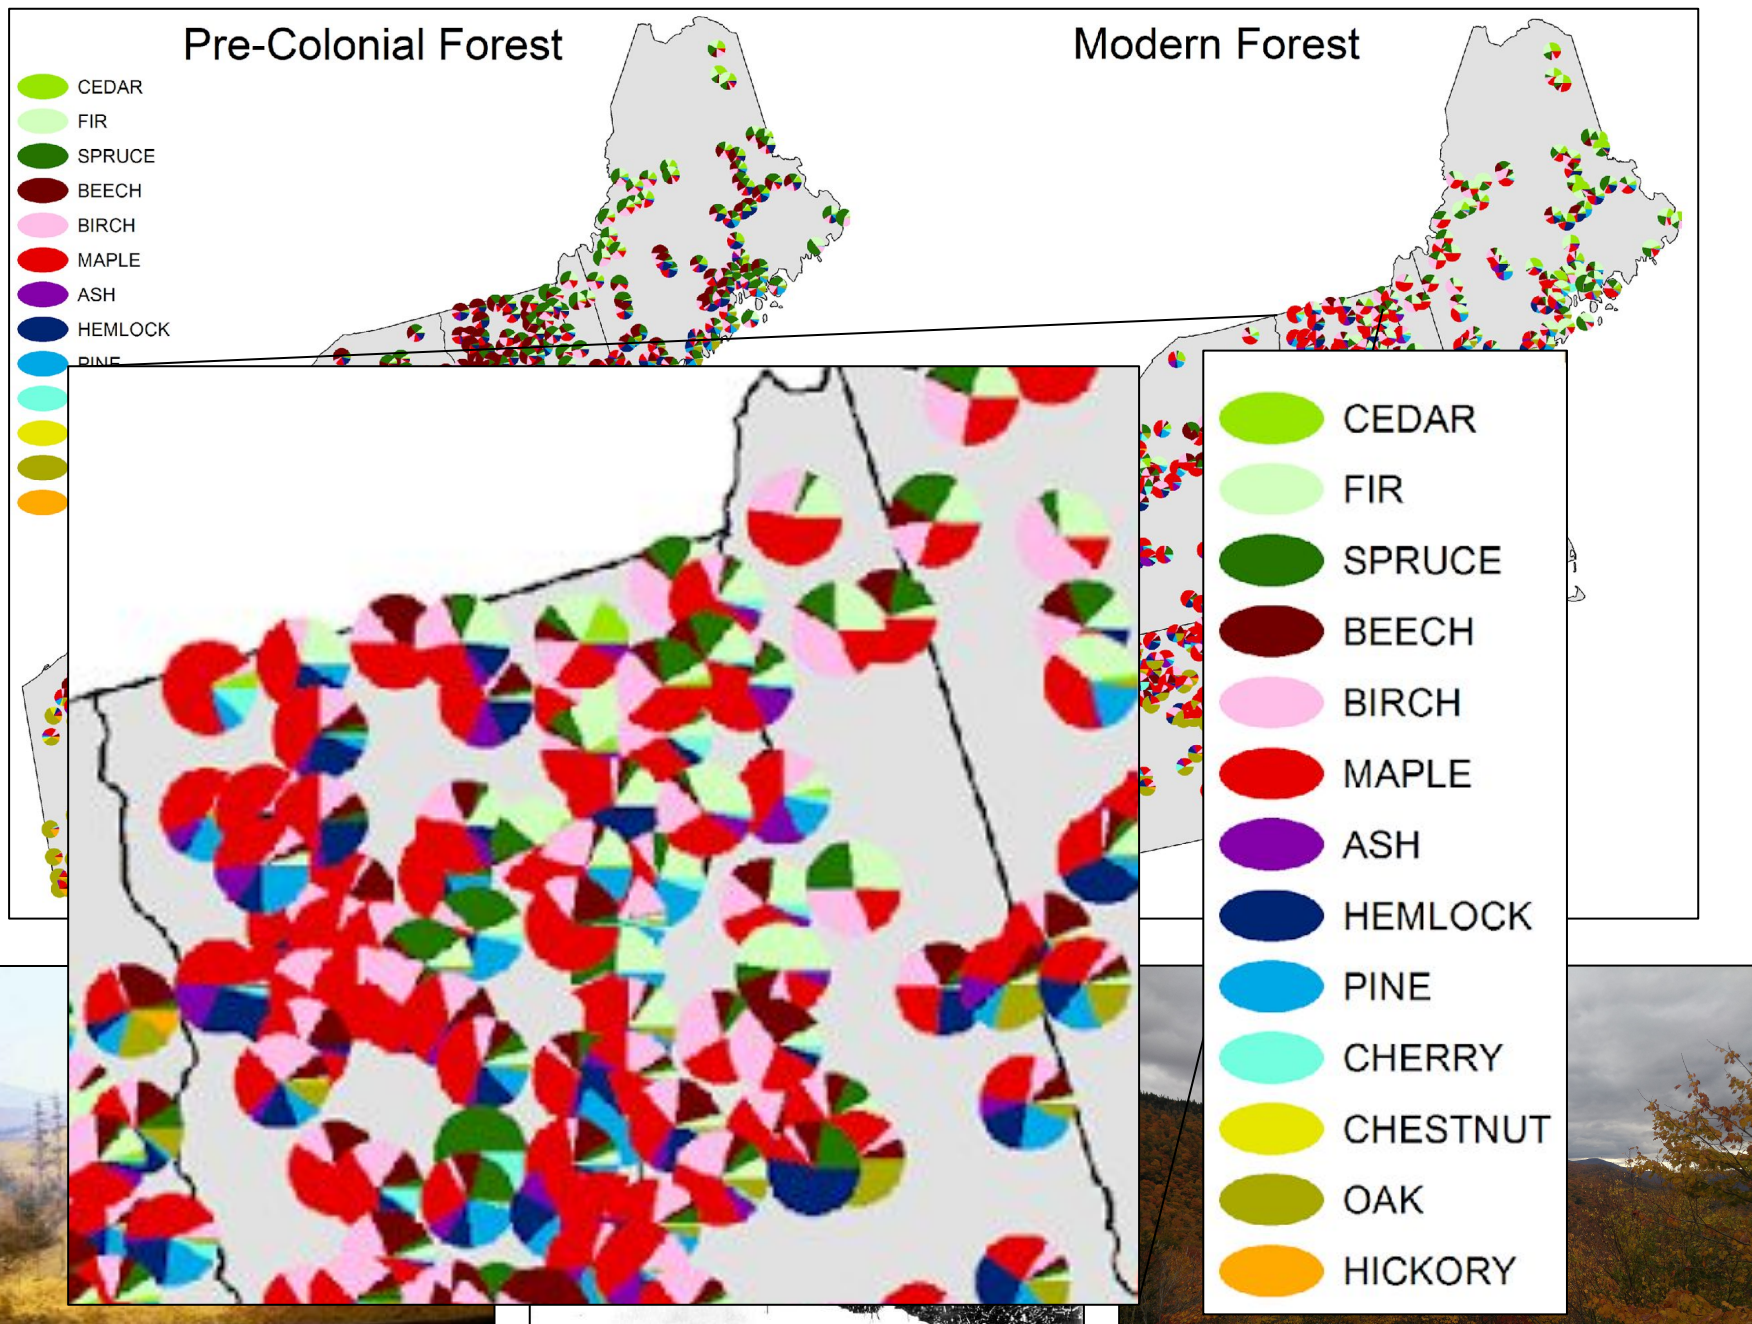 Pre-Colonial Forest
Modern Forest
CEDAR
FIR
SPRUCE
BEECH
BIRCH
MAPLE
ASH
HEMLOCK
PINE
CEDAR
FIR
SPRUCE
BEECH
BIRCH
MAPLE
ASH
HEMLOCK
PINE
CHERRY
CHESTNUT
OAK
HICKORY